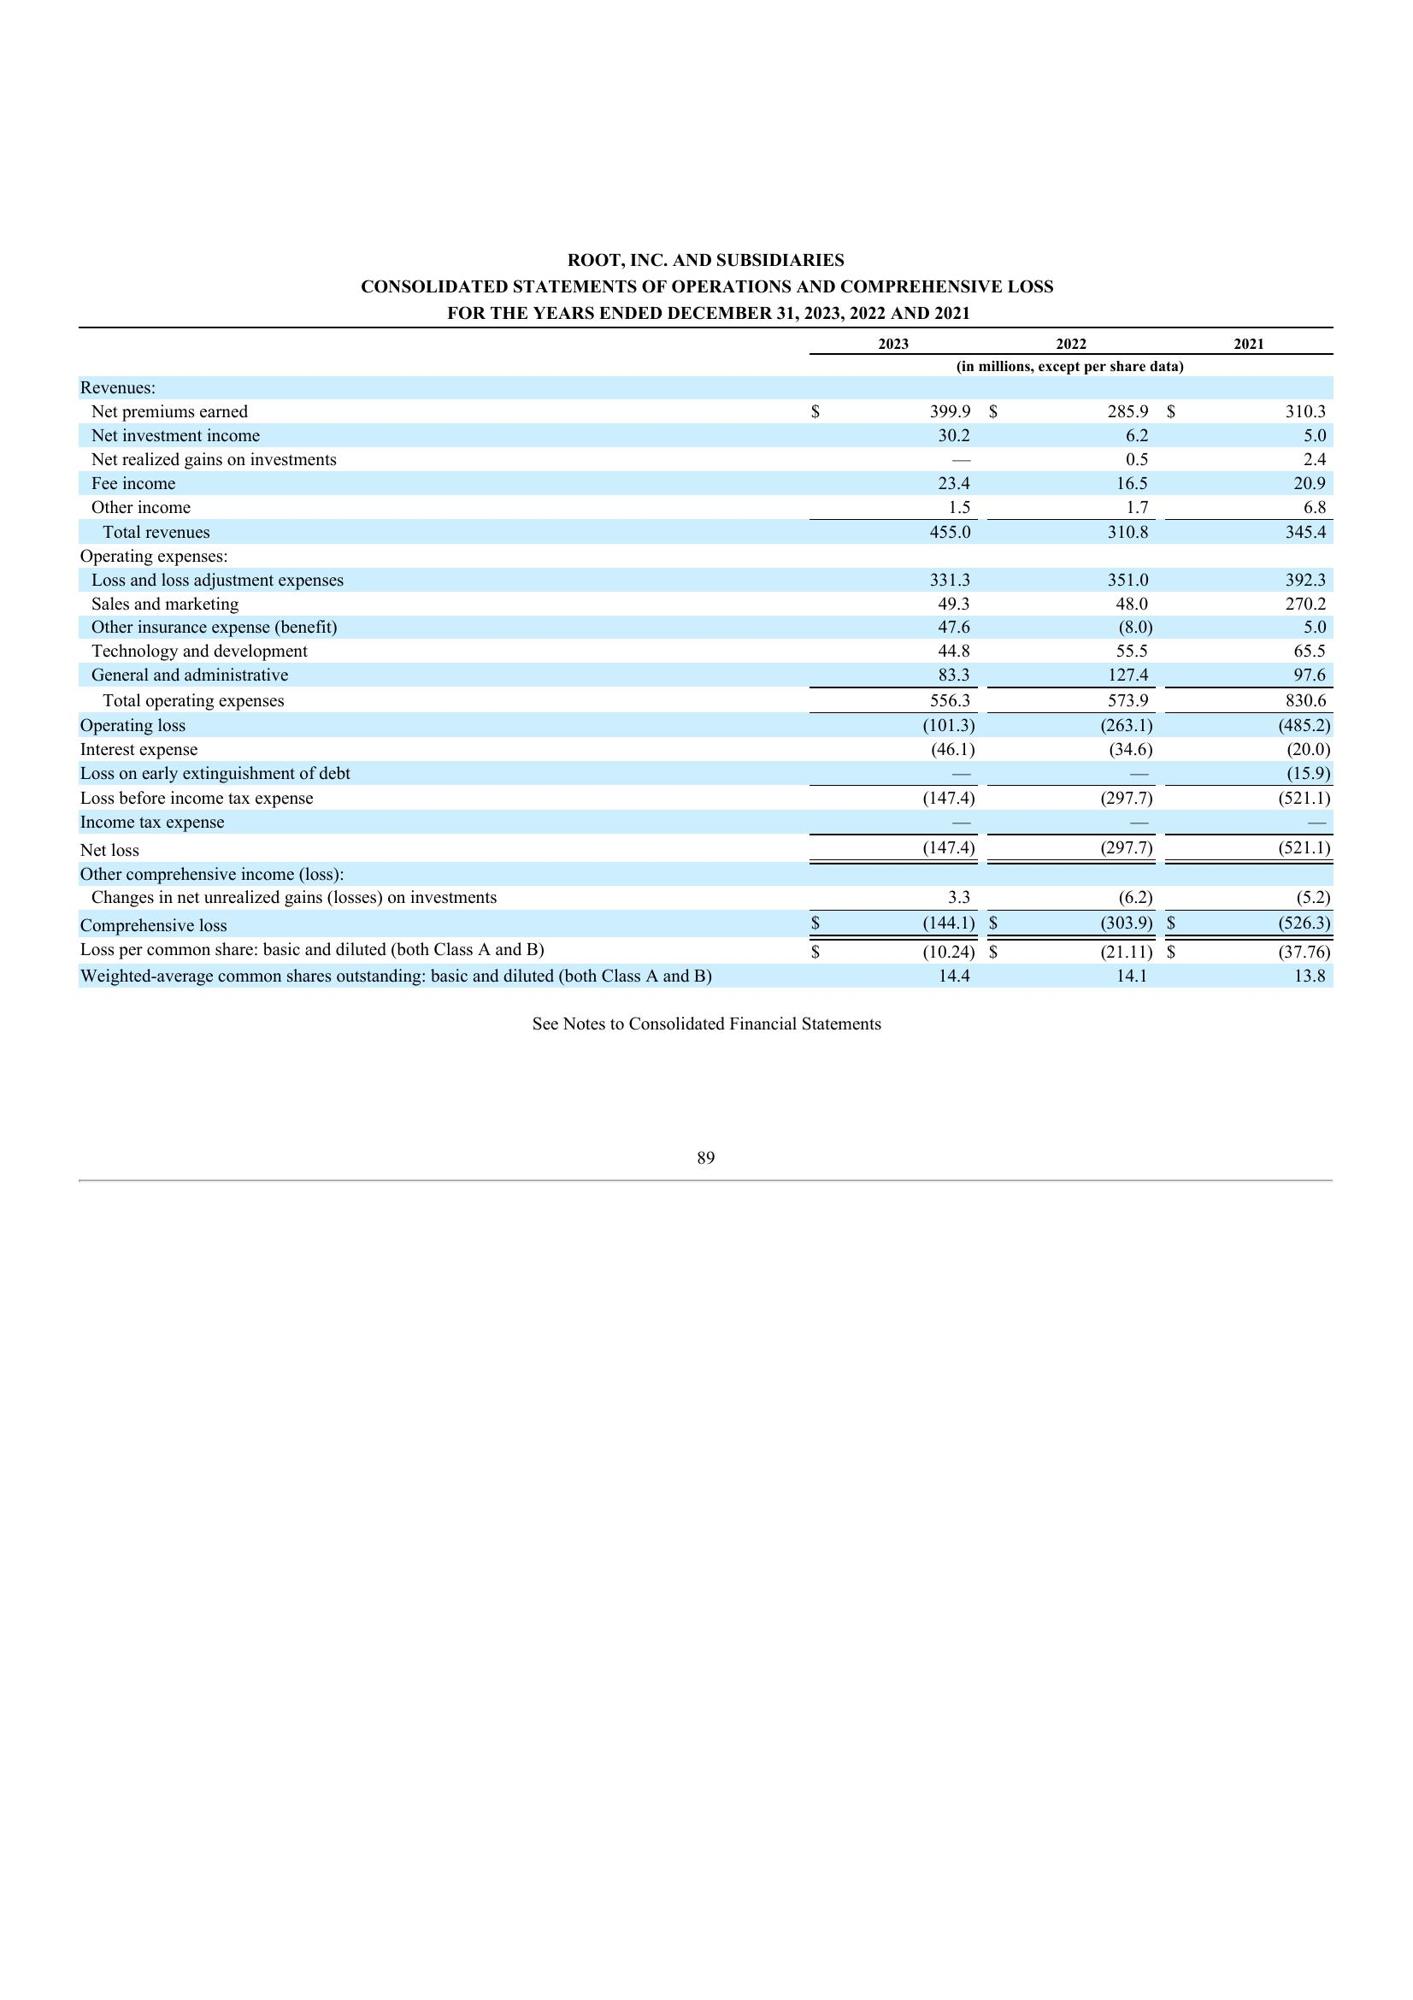 ROOT, INC. AND SUBSIDIARIES
CONSOLIDATED STATEMENTS OF OPERATIONS AND COMPREHENSIVE LOSS
FOR THE YEARS ENDED DECEMBER 31, 2023, 2022 AND 2021
2023 2022 2021
(in millions, except per share data)
Revenues:
Net premiums earned $ 399.9 $ 285.9 $ 310.3
Net investment income 30.2 6.2 5.0
Net realized gains on investments — 0.5 2.4
Fee income 23.4 16.5 20.9
Other income 1.5 1.7 6.8
Total revenues 455.0 310.8 345.4
Operating expenses:
Loss and loss adjustment expenses 331.3 351.0 392.3
Sales and marketing 49.3 48.0 270.2
Other insurance expense (benefit) 47.6 (8.0) 5.0
Technology and development 44.8 55.5 65.5
General and administrative 83.3 127.4 97.6
Total operating expenses 556.3 573.9 830.6
Operating loss (101.3) (263.1) (485.2)
Interest expense (46.1) (34.6) (20.0)
Loss on early extinguishment of debt — — (15.9)
Loss before income tax expense (147.4) (297.7) (521.1)
Income tax expense — — —
Net loss (147.4) (297.7) (521.1)
Other comprehensive income (loss):
Changes in net unrealized gains (losses) on investments 3.3 (6.2) (5.2)
Comprehensive loss $ (144.1) $ (303.9) $ (526.3)
Loss per common share: basic and diluted (both Class A and B) $ (10.24) $ (21.11) $ (37.76)
Weighted-average common shares outstanding: basic and diluted (both Class A and B) 14.4 14.1 13.8
See Notes to Consolidated Financial Statements
89